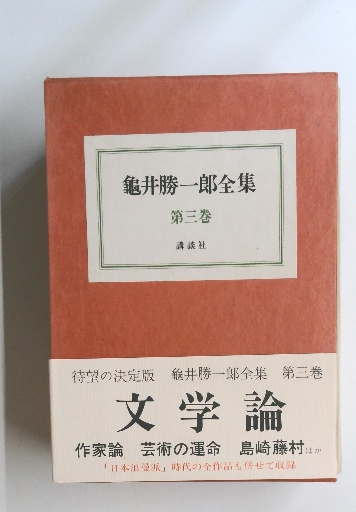 龜井勝一郎全集
第三巻
講談社
待望の決定版　龜井勝一郎全集　第三巻
文学論
作家論　芸術の運命　島崎藤村ほか
「日本浪曼派」時代の全作品も併せて収録